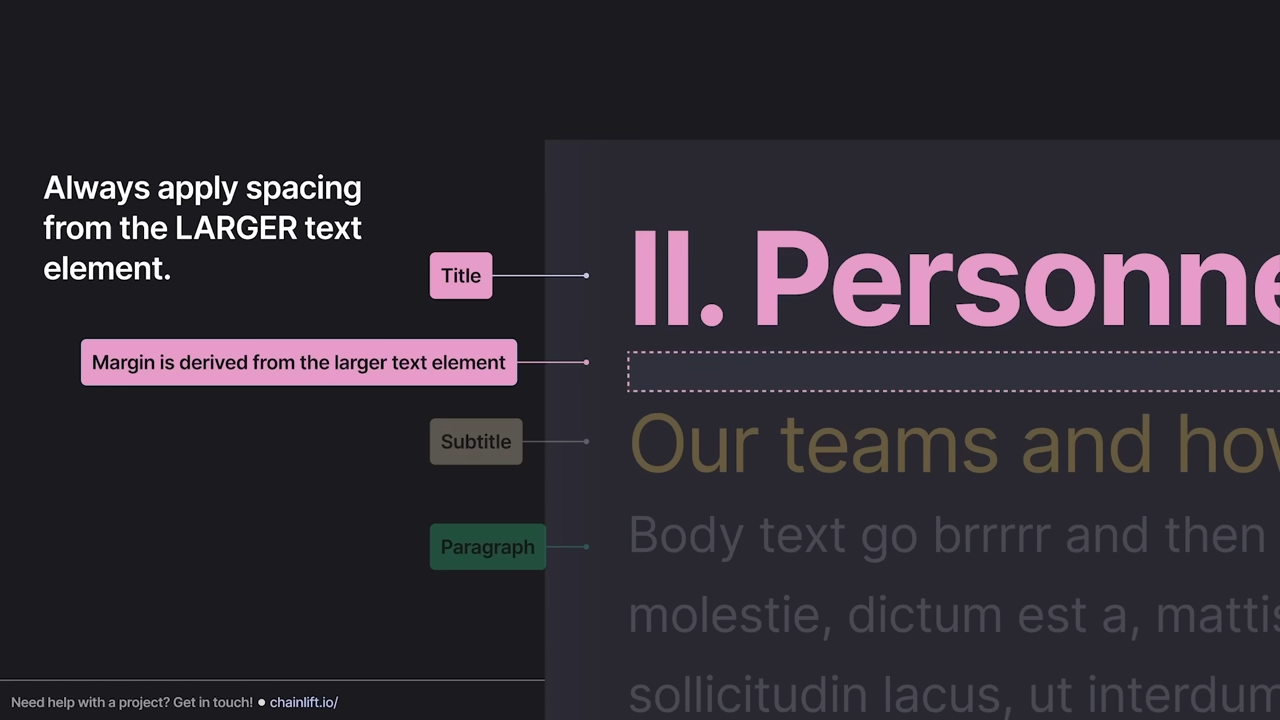 Always apply spacing
from the LARGER text
element.
Title
Margin is derived from the larger text element
Subtitle
Paragraph
II. Personne
Our teams and how
Body text go brrrrr and then
molestie, dictum est a, mattis
sollicitudin lacus, ut interdum
Need help with a project? Get in touch! ● chainlift.io/